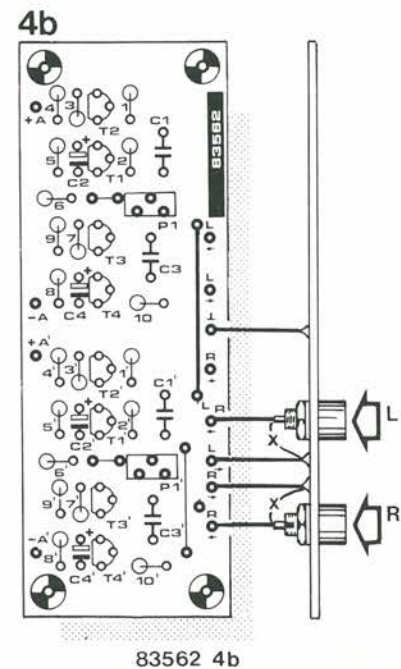 4b
4 3 1
+A T2 C1
83562
5 2
C2 T1
6 P1
9 7 L
T3 C3
8 L
-A C4 T4 10 ⊥
+A' R
4' 3' 1'
T2' C1' L R
L
5' 2'
C2' T1' L X
6' P1' R
9' 7' X
T3' C3' R R
-A'
8'
C4' T4' 10'
83562 4b